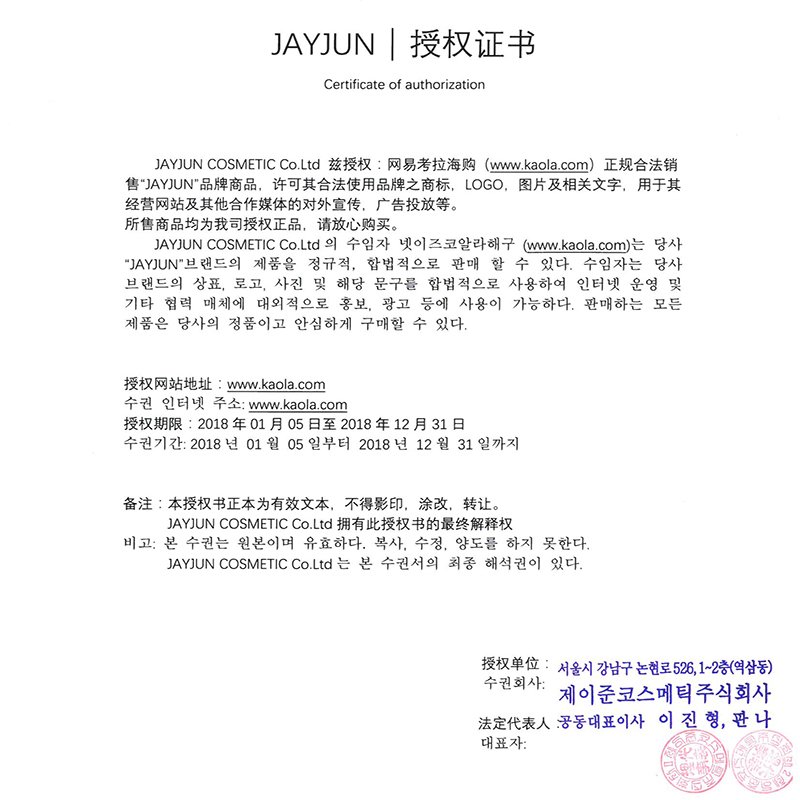 JAYJUN | 授权证书
Certificate of authorization
JAYJUN COSMETIC Co.Ltd 兹授权：网易考拉海购（www.kaola.com）正规合法销
售“JAYJUN”品牌商品，许可其合法使用品牌之商标，LOGO，图片及相关文字，用于其
经营网站及其他合作媒体的对外宣传，广告投放等。
所售商品均为我司授权正品，请放心购买。
JAYJUN COSMETIC Co.Ltd 의 수임자 넷이즈코알라해구 (www.kaola.com)는 당사
“JAYJUN”브랜드의 제품을 정규적, 합법적으로 판매 할 수 있다. 수임자는 당사
브랜드의 상표, 로고, 사진 및 해당 문구를 합법적으로 사용하여 인터넷 운영 및
기타 협력 매체에 대외적으로 홍보, 광고 등에 사용이 가능하다. 판매하는 모든
제품은 당사의 정품이고 안심하게 구매할 수 있다.
授权网站地址：www.kaola.com
수권 인터넷 주소: www.kaola.com
授权期限：2018 年 01 月 05 日至 2018 年 12 月 31 日
수권기간: 2018 년 01 월 05 일부터 2018 년 12 월 31 일까지
备注：本授权书正本为有效文本，不得影印，涂改，转让。
JAYJUN COSMETIC Co.Ltd 拥有此授权书的最终解释权
비고: 본 수권는 원본이며 유효하다. 복사, 수정, 양도를 하지 못한다.
JAYJUN COSMETIC Co.Ltd 는 본 수권서의 최종 해석권이 있다.
授权单位：서울시 강남구 논현로 526, 1~2층(역삼동)
수권회사: 제이준코스메틱주식회사
法定代表人：공동대표이사 이 진 형, 판 나
대표자: